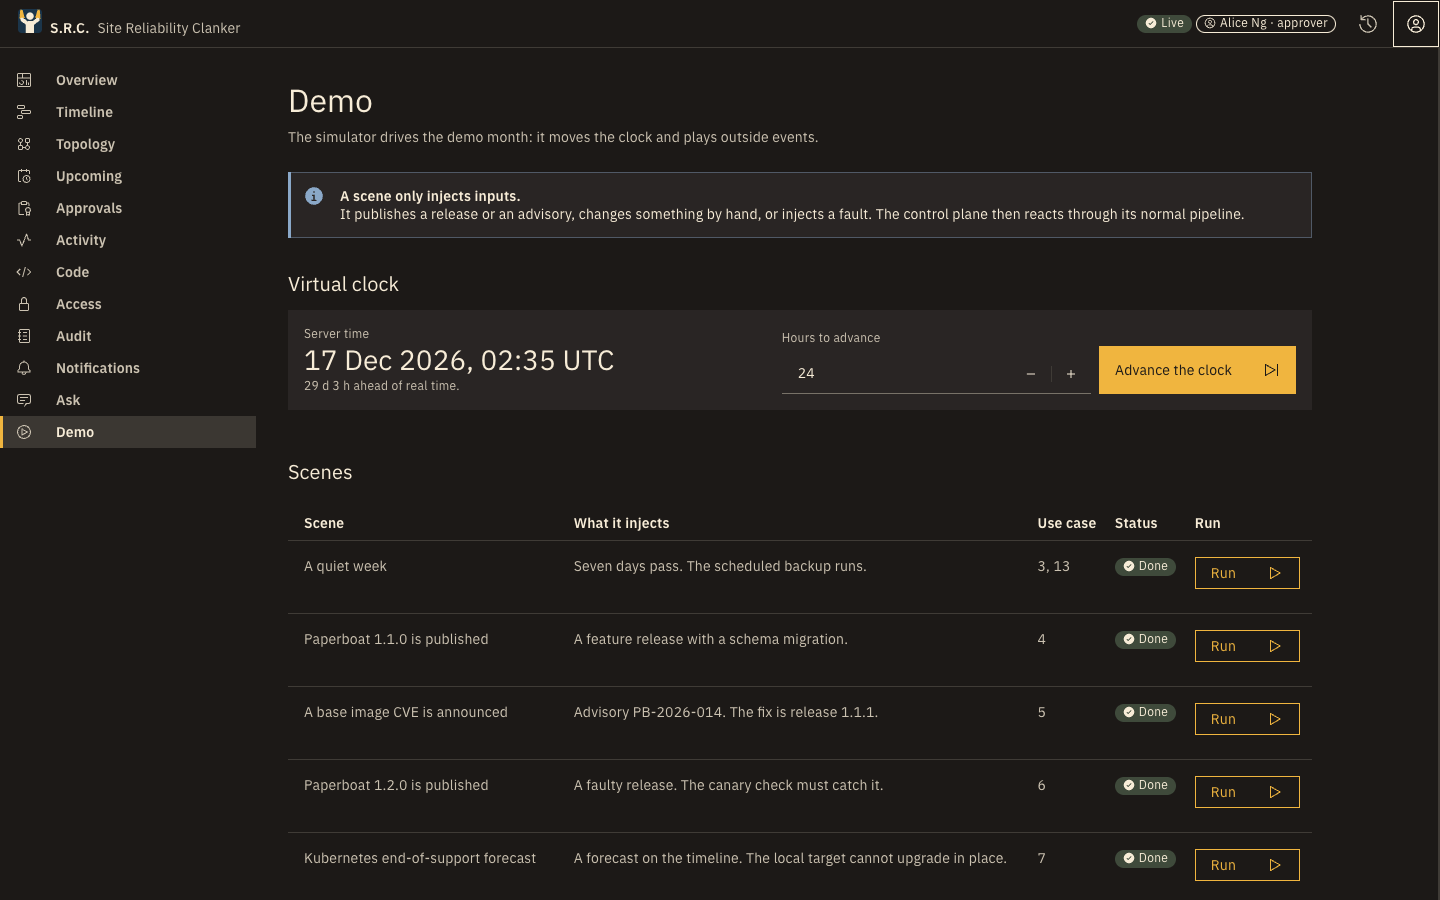 S.R.C. Site Reliability Clanker
Live
Alice Ng · approver
Overview
Timeline
Topology
Upcoming
Approvals
Activity
Code
Access
Audit
Notifications
Ask
Demo
Demo
The simulator drives the demo month: it moves the clock and plays outside events.
A scene only injects inputs.
It publishes a release or an advisory, changes something by hand, or injects a fault. The control plane then reacts through its normal pipeline.
Virtual clock
Server time
17 Dec 2026, 02:35 UTC
29 d 3 h ahead of real time.
Hours to advance
24
Advance the clock
Scenes
Scene What it injects Use case Status Run
A quiet week Seven days pass. The scheduled backup runs. 3, 13 Done Run
Paperboat 1.1.0 is published A feature release with a schema migration. 4 Done Run
A base image CVE is announced Advisory PB-2026-014. The fix is release 1.1.1. 5 Done Run
Paperboat 1.2.0 is published A faulty release. The canary check must catch it. 6 Done Run
Kubernetes end-of-support forecast A forecast on the timeline. The local target cannot upgrade in place. 7 Done Run